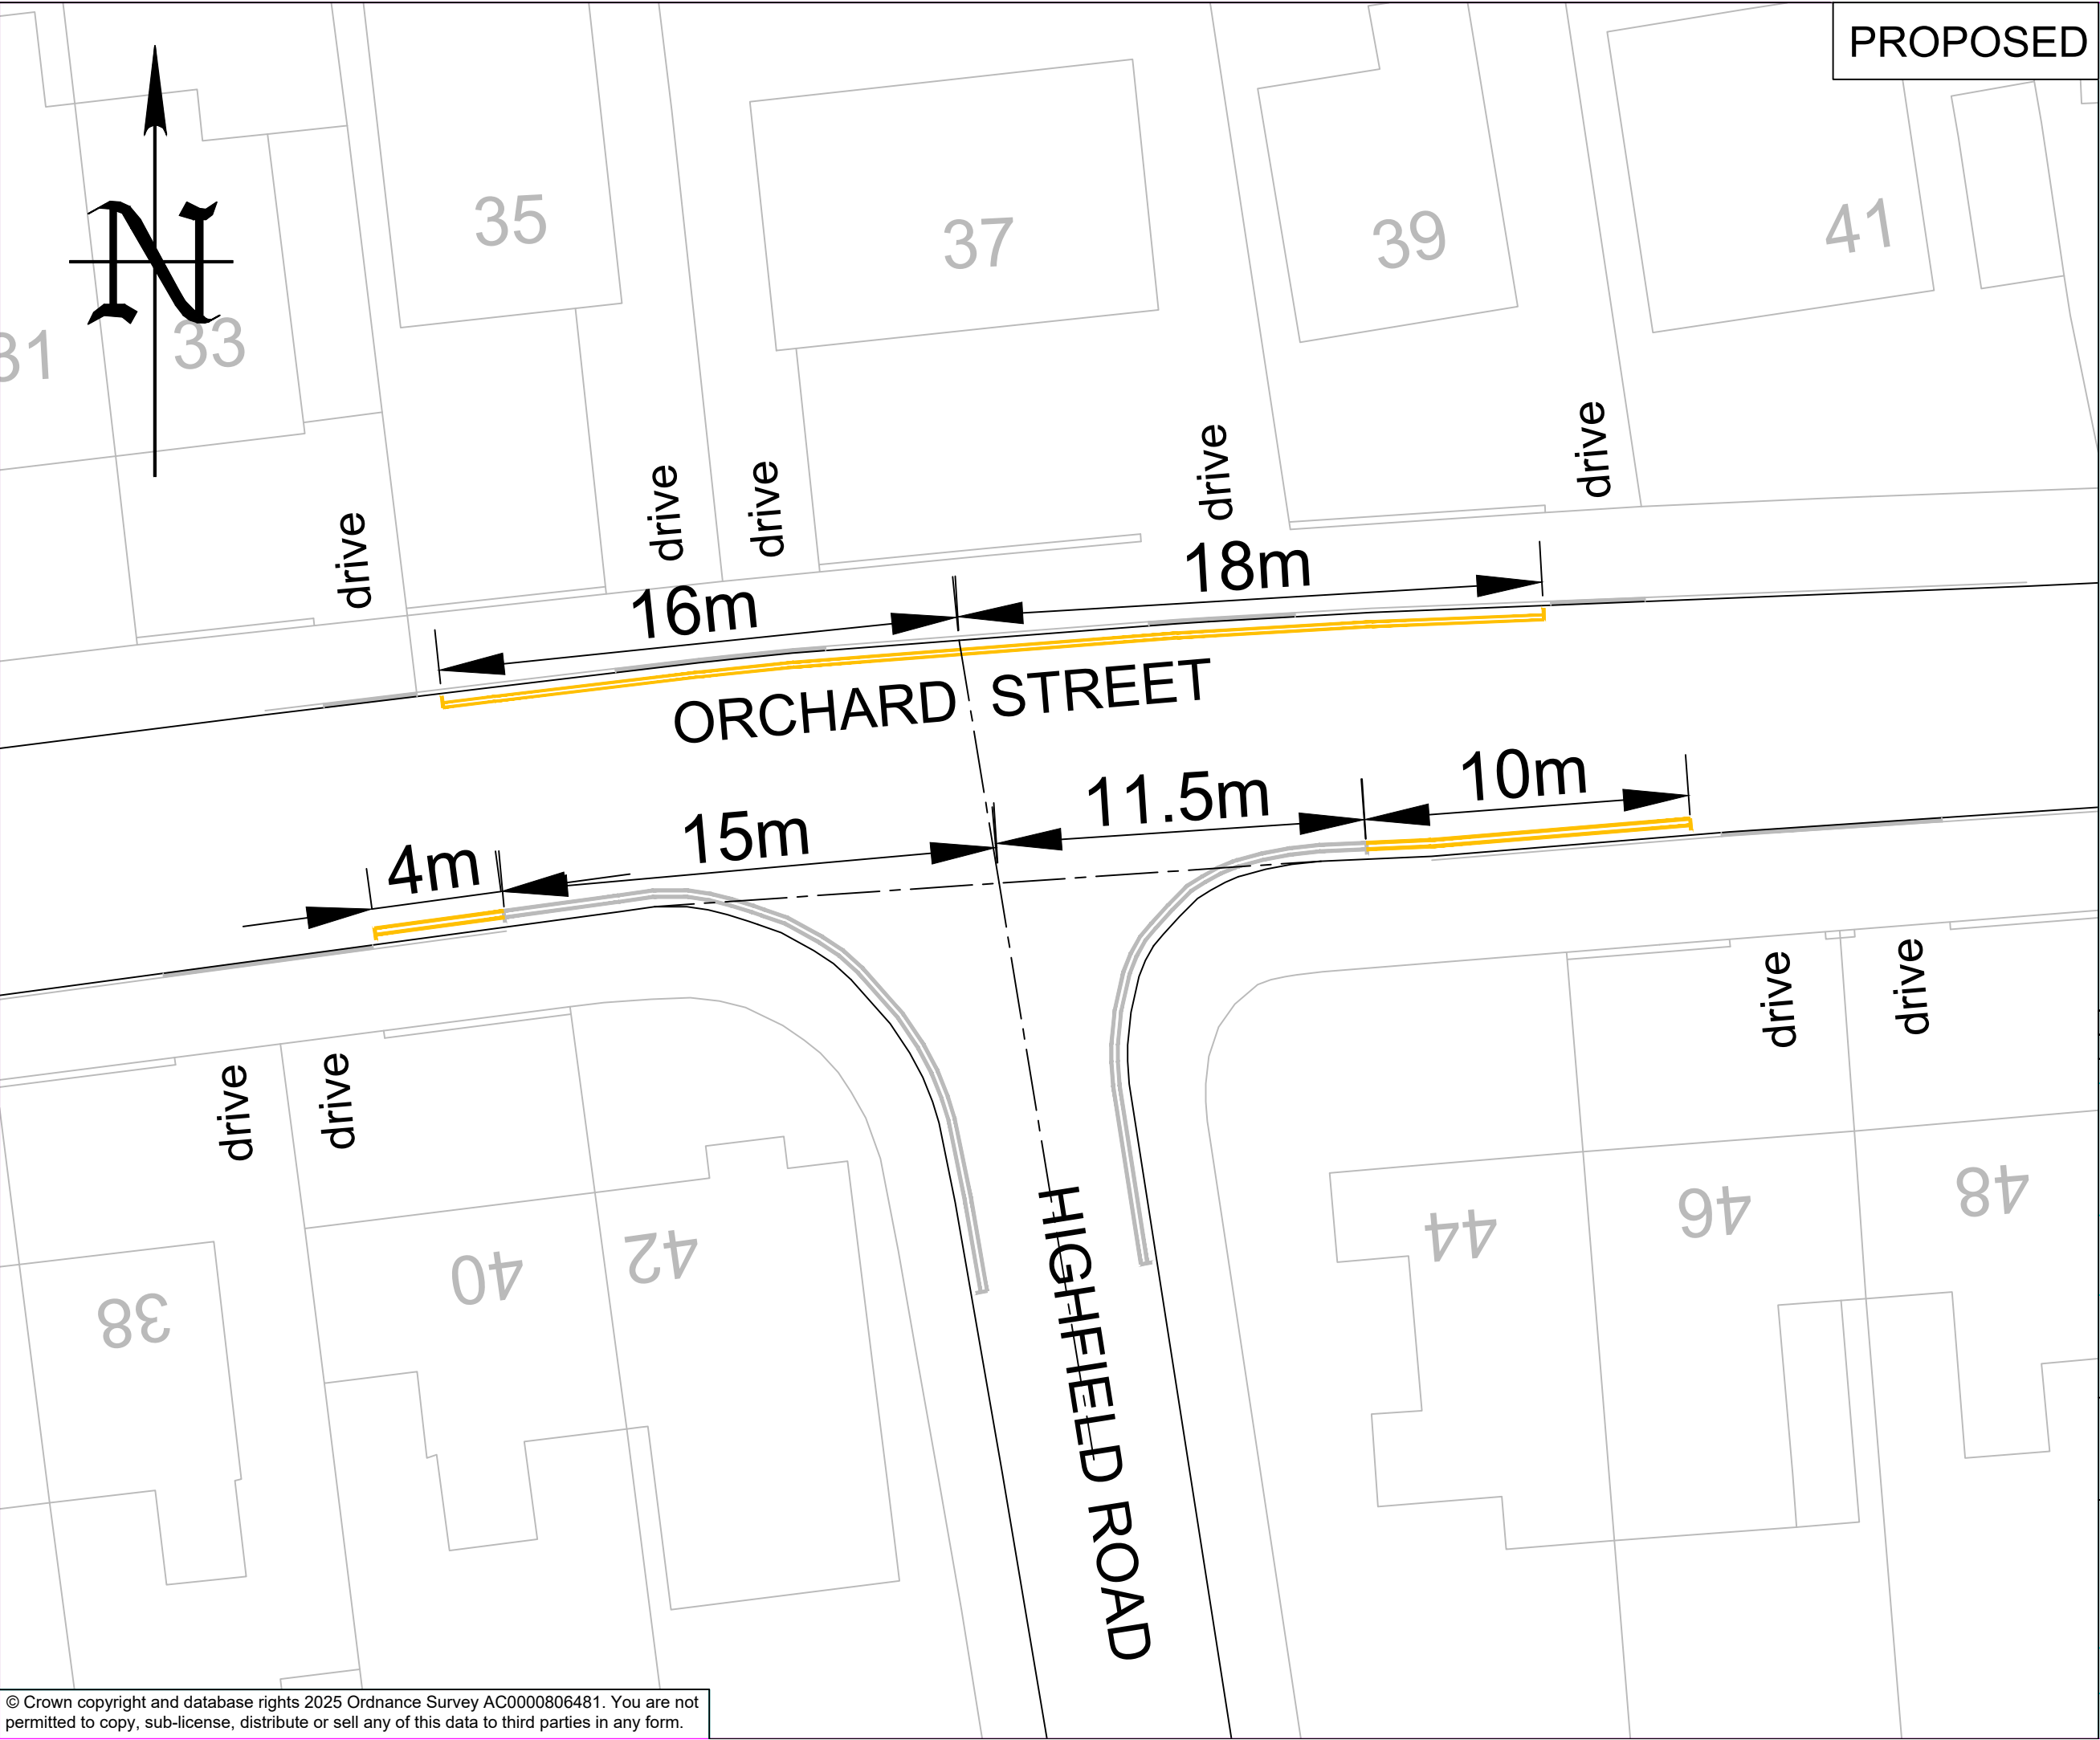 PROPOSED
N
35
37
39
41
31
33
drive
drive
drive
drive
drive
16m
18m
ORCHARD STREET
4m
15m
11.5m
10m
drive
drive
drive
drive
38
40
42
44
46
48
HIGHFIELD ROAD
© Crown copyright and database rights 2025 Ordnance Survey AC0000806481. You are not
permitted to copy, sub-license, distribute or sell any of this data to third parties in any form.